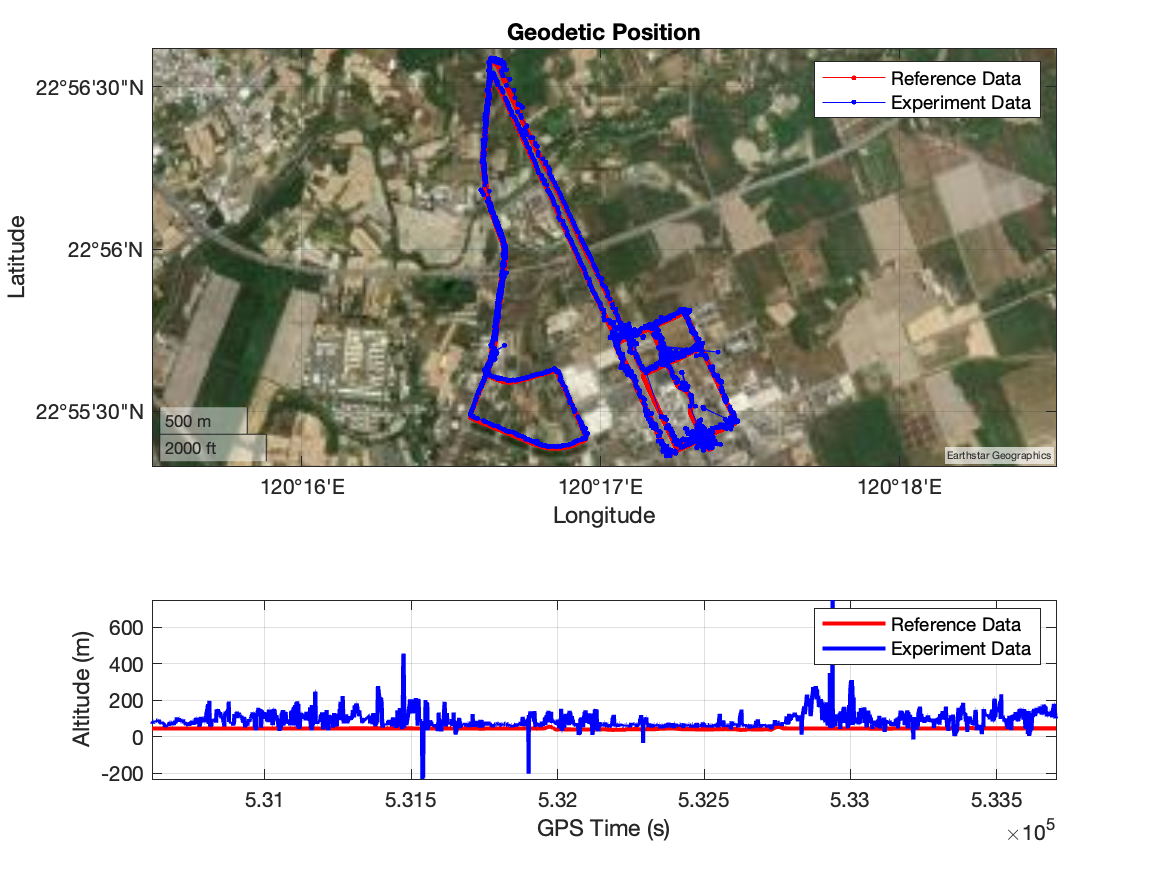 Geodetic Position
Reference Data
Experiment Data
22°56'30"N
22°56'N
22°55'30"N
Latitude
500 m
2000 ft
Earthstar Geographics
120°16'E
120°17'E
120°18'E
Longitude
Reference Data
Experiment Data
600
400
200
0
-200
Altitude (m)
5.31
5.315
5.32
5.325
5.33
5.335
GPS Time (s)
×10⁵